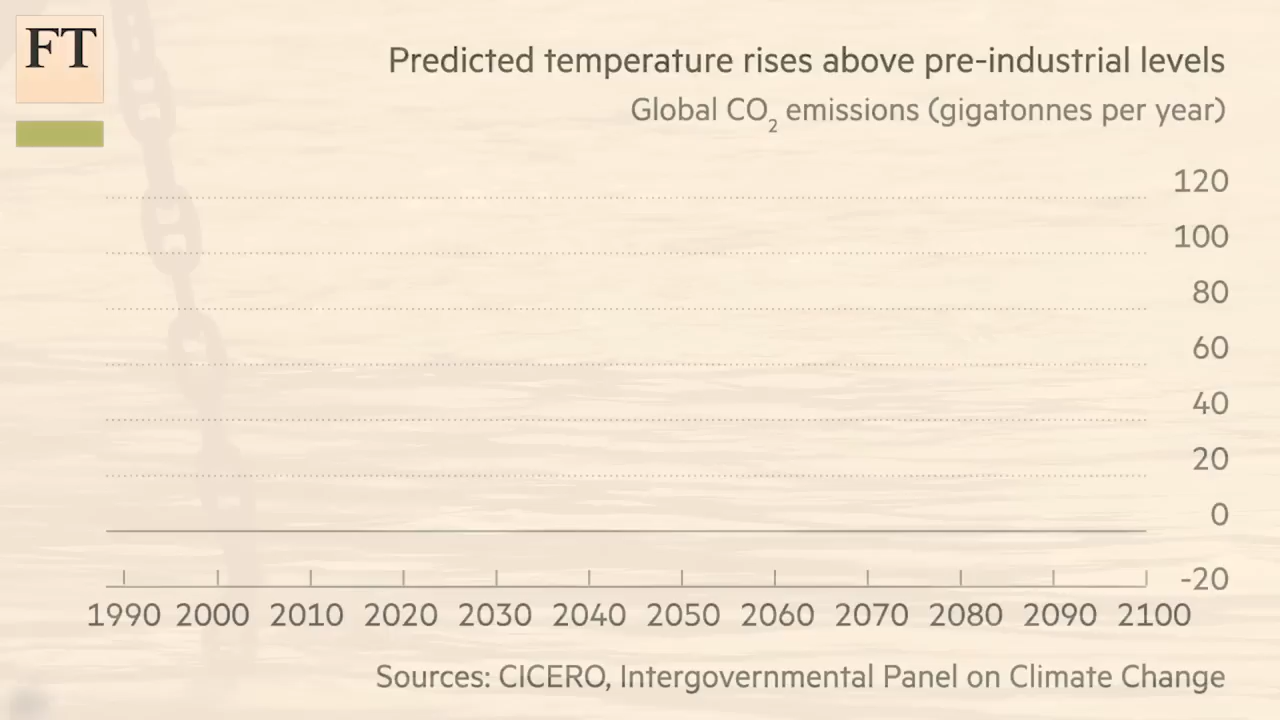 FT
Predicted temperature rises above pre-industrial levels
Global CO₂ emissions (gigatonnes per year)
120
100
80
60
40
20
0
-20
1990 2000 2010 2020 2030 2040 2050 2060 2070 2080 2090 2100
Sources: CICERO, Intergovernmental Panel on Climate Change